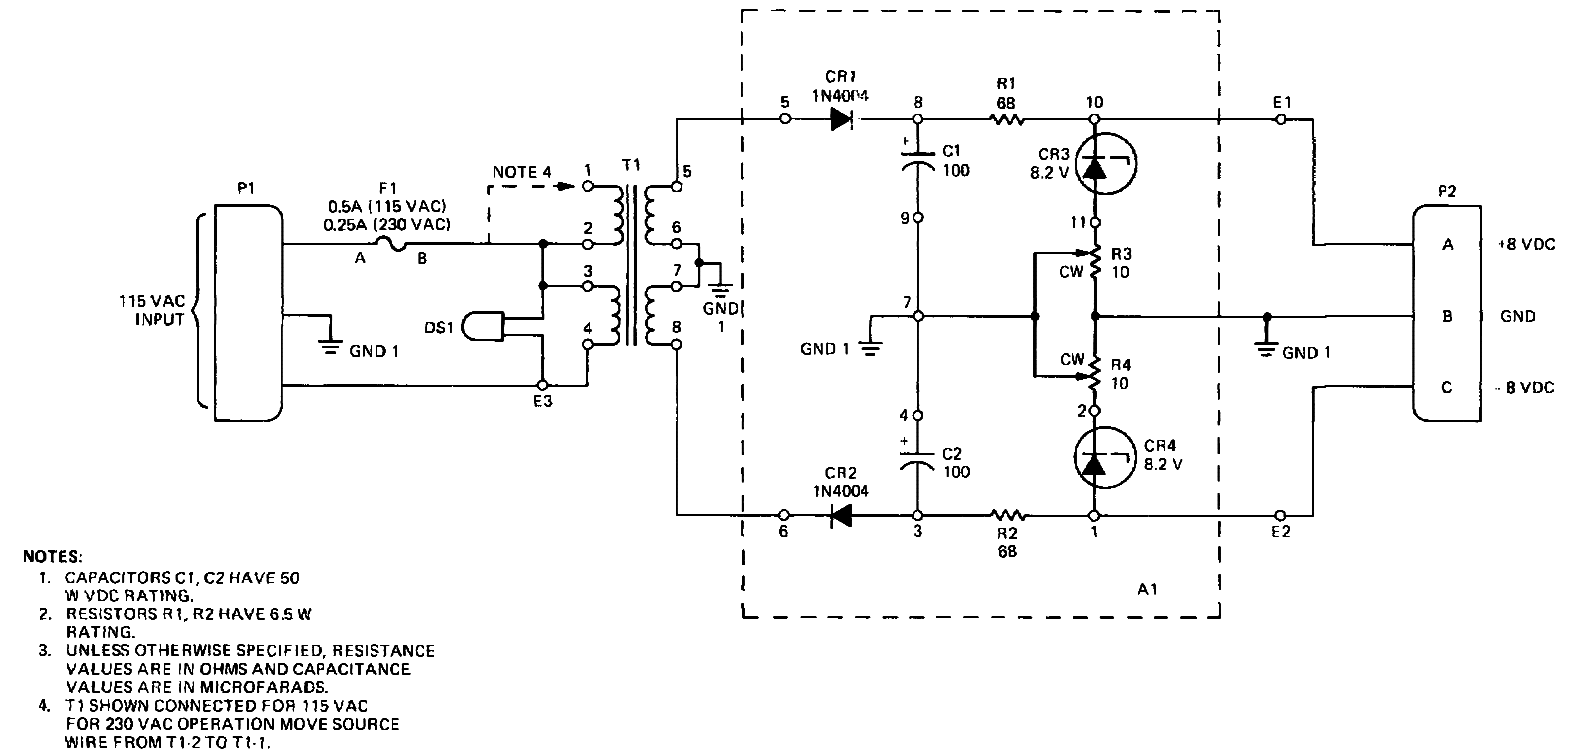 CR1
1N4004
R1
68
5
8
10
E1
C1
100
CR3
8.2 V
NOTE 4
1
T1
5
P1
F1
0.5A (115 VAC)
0.25A (230 VAC)
A
B
2
6
3
7
9
11
P2
R3
10
CW
A
+8 VDC
115 VAC
INPUT
DS1
4
8
GND
1
7
GND 1
GND 1
GND 1
B
GND
CW
R4
10
C
- 8 VDC
E3
4
2
C2
100
CR4
8.2 V
CR2
1N4004
6
3
R2
68
1
E2
A1
NOTES:
1. CAPACITORS C1, C2 HAVE 50
W VDC RATING.
2. RESISTORS R1, R2 HAVE 6.5 W
RATING.
3. UNLESS OTHERWISE SPECIFIED, RESISTANCE
VALUES ARE IN OHMS AND CAPACITANCE
VALUES ARE IN MICROFARADS.
4. T1 SHOWN CONNECTED FOR 115 VAC
FOR 230 VAC OPERATION MOVE SOURCE
WIRE FROM T1-2 TO T1-1.